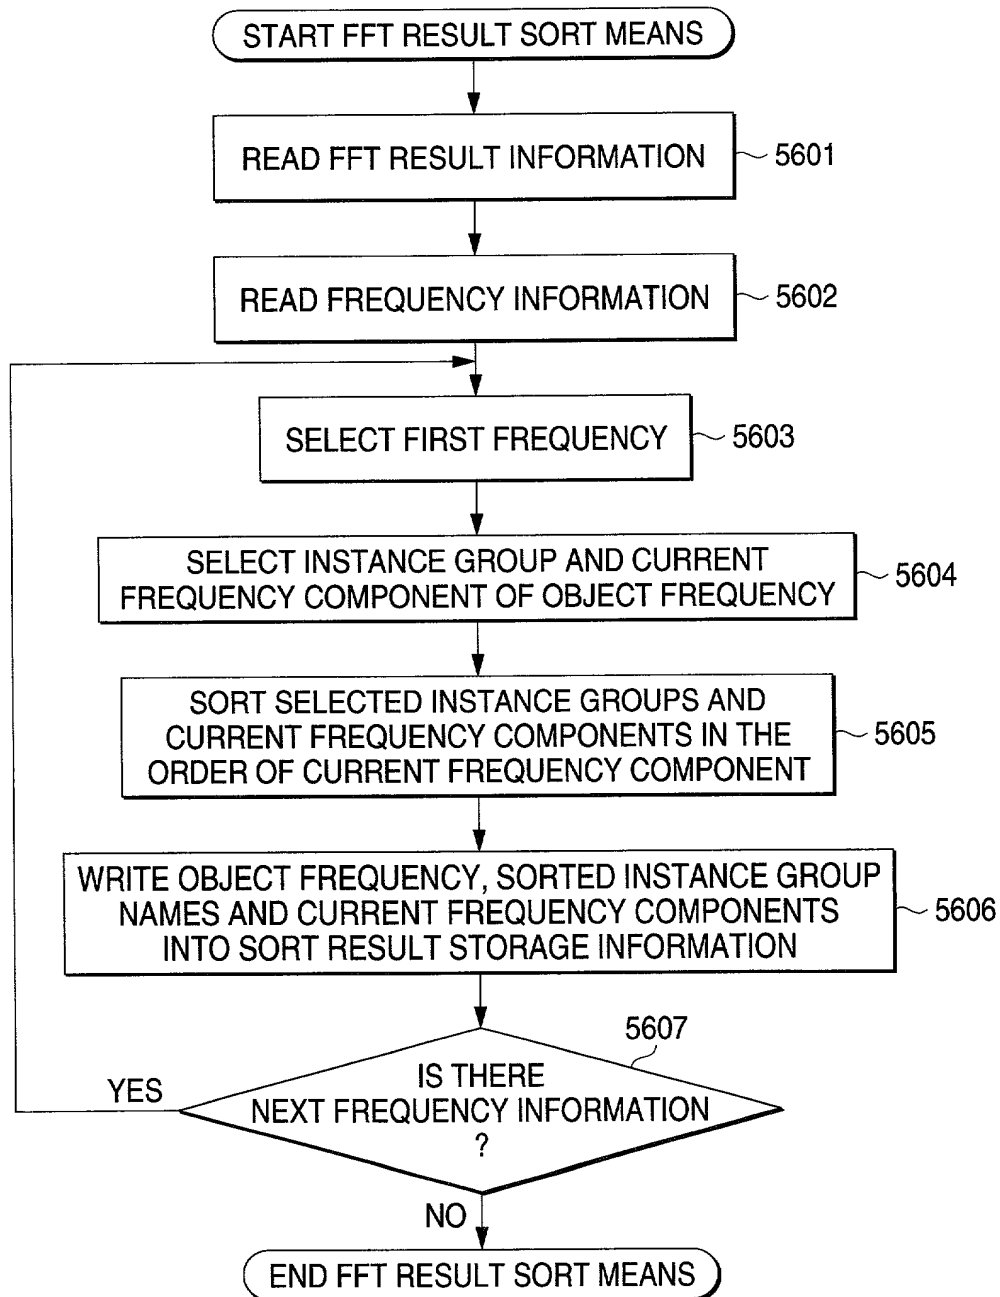 START FFT RESULT SORT MEANS
READ FFT RESULT INFORMATION
5601
READ FREQUENCY INFORMATION
5602
SELECT FIRST FREQUENCY
5603
SELECT INSTANCE GROUP AND CURRENT
FREQUENCY COMPONENT OF OBJECT FREQUENCY
5604
SORT SELECTED INSTANCE GROUPS AND
CURRENT FREQUENCY COMPONENTS IN THE
ORDER OF CURRENT FREQUENCY COMPONENT
5605
WRITE OBJECT FREQUENCY, SORTED INSTANCE GROUP
NAMES AND CURRENT FREQUENCY COMPONENTS
INTO SORT RESULT STORAGE INFORMATION
5606
5607
IS THERE
NEXT FREQUENCY INFORMATION
?
YES
NO
END FFT RESULT SORT MEANS